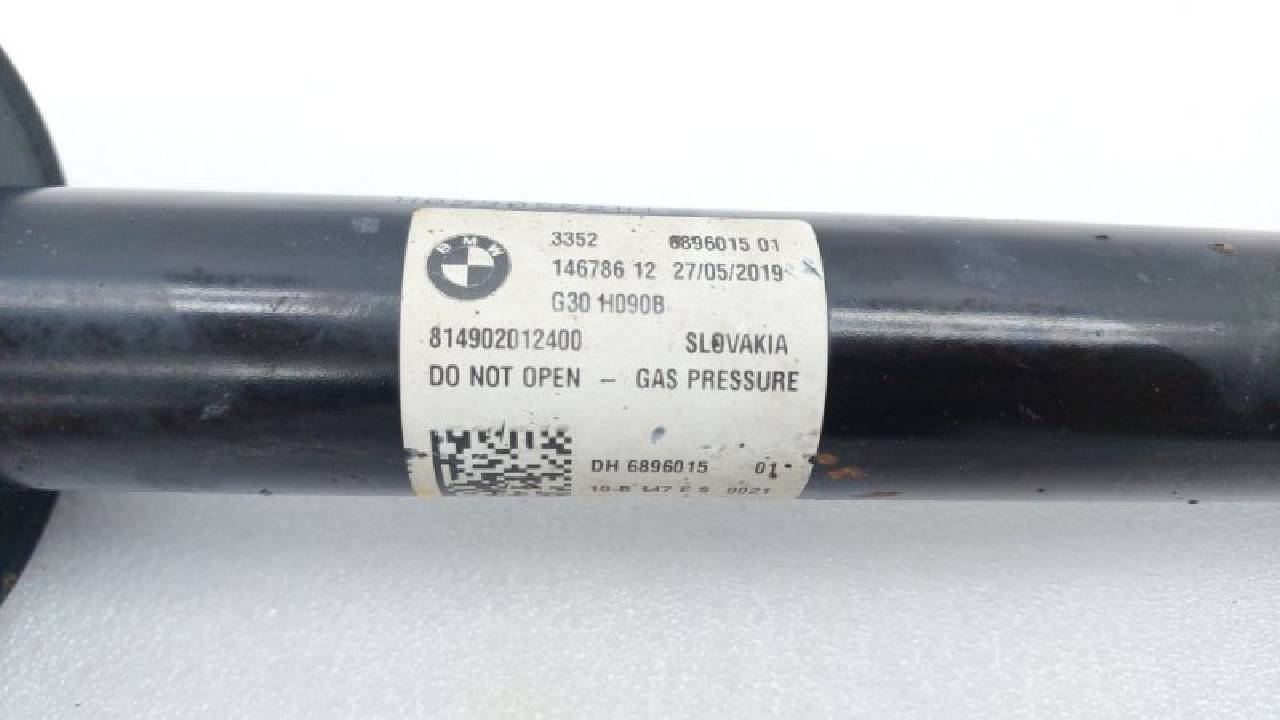 BMW
3352 6896015 01
146786 12 27/05/2019
G30 H090B
814902012400 SLOVAKIA
DO NOT OPEN – GAS PRESSURE
DH 6896015 01
0021